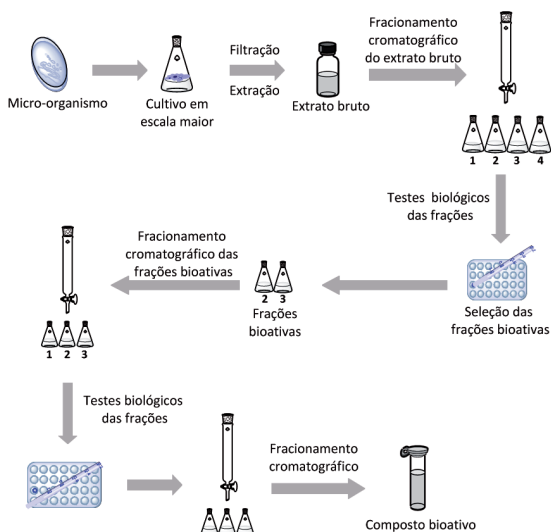 Fracionamento
cromatográfico
do extrato bruto
Filtração
Extração
Micro-organismo
Cultivo em
escala maior
Extrato bruto
1 2 3 4
Testes biológicos
das frações
Seleção das
frações bioativas
2 3
Frações
bioativas
Fracionamento
cromatográfico das
frações bioativas
1 2 3
Testes biológicos
das frações
Fracionamento
cromatográfico
Composto bioativo